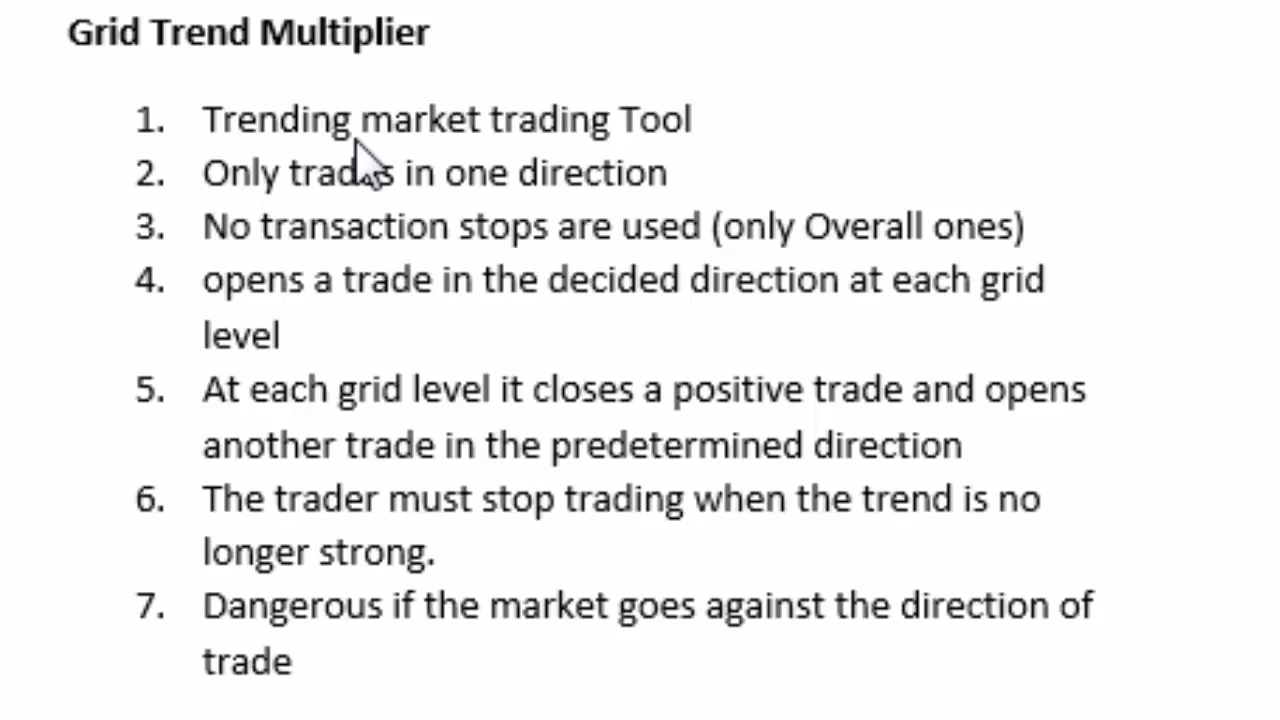 Grid Trend Multiplier
1. Trending market trading Tool
2. Only trades in one direction
3. No transaction stops are used (only Overall ones)
4. opens a trade in the decided direction at each grid
level
5. At each grid level it closes a positive trade and opens
another trade in the predetermined direction
6. The trader must stop trading when the trend is no
longer strong.
7. Dangerous if the market goes against the direction of
trade